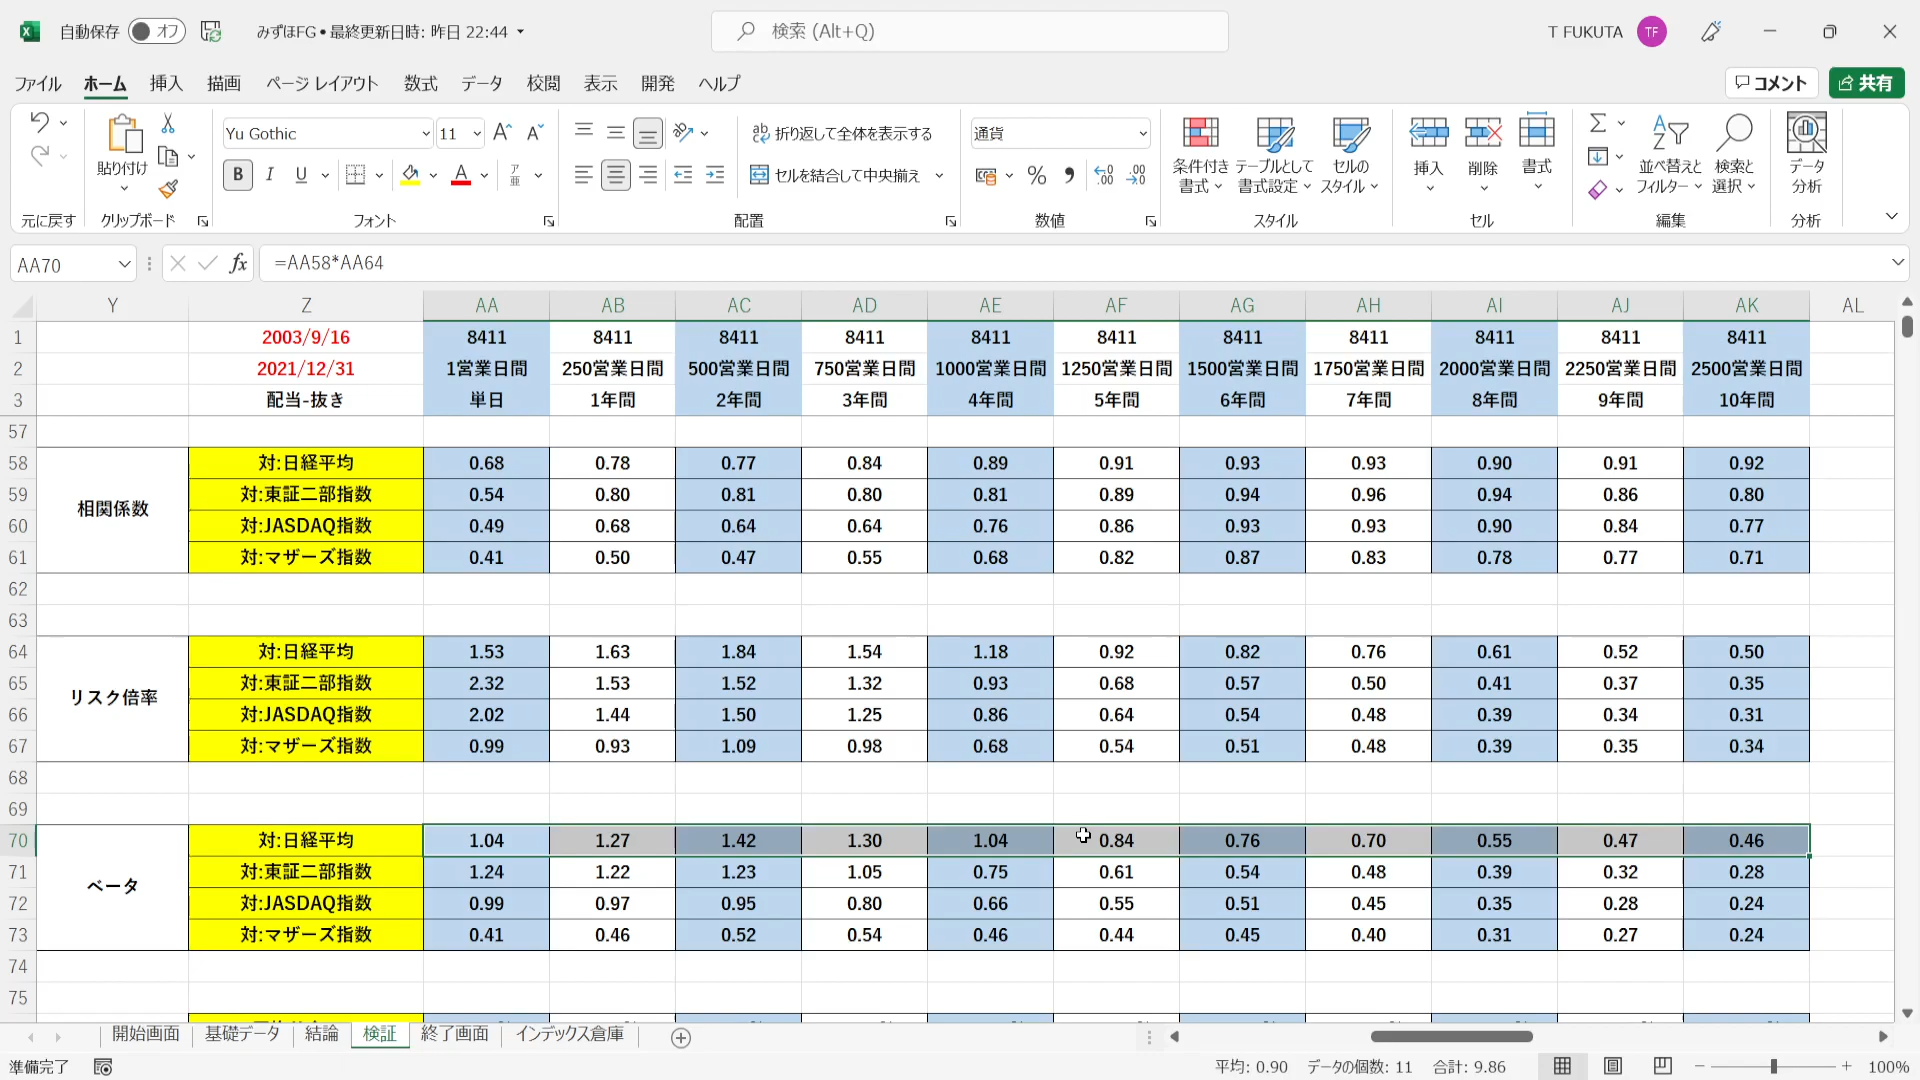 自動保存 オフ みずほFG • 最終更新日時: 昨日 22:44 検索 (Alt+Q) T FUKUTA TF
ファイル ホーム 挿入 描画 ページ レイアウト 数式 データ 校閲 表示 開発 ヘルプ コメント 共有
貼り付け Yu Gothic 11 折り返して全体を表示する 通貨 条件付き書式 テーブルとして書式設定 セルのスタイル 挿入 削除 書式 並べ替えとフィルター 検索と選択 データ分析
B I U A ア亜 セルを結合して中央揃え %
元に戻す クリップボード フォント 配置 数値 スタイル セル 編集 分析
AA70 fx =AA58*AA64
Y Z AA AB AC AD AE AF AG AH AI AJ AK AL
1 2003/9/16 8411 8411 8411 8411 8411 8411 8411 8411 8411 8411 8411
2 2021/12/31 1営業日間 250営業日間 500営業日間 750営業日間 1000営業日間 1250営業日間 1500営業日間 1750営業日間 2000営業日間 2250営業日間 2500営業日間
3 配当-抜き 単日 1年間 2年間 3年間 4年間 5年間 6年間 7年間 8年間 9年間 10年間
57
58 対:日経平均 0.68 0.78 0.77 0.84 0.89 0.91 0.93 0.93 0.90 0.91 0.92
59 対:東証二部指数 0.54 0.80 0.81 0.80 0.81 0.89 0.94 0.96 0.94 0.86 0.80
相関係数
60 対:JASDAQ指数 0.49 0.68 0.64 0.64 0.76 0.86 0.93 0.93 0.90 0.84 0.77
61 対:マザーズ指数 0.41 0.50 0.47 0.55 0.68 0.82 0.87 0.83 0.78 0.77 0.71
62
63
64 対:日経平均 1.53 1.63 1.84 1.54 1.18 0.92 0.82 0.76 0.61 0.52 0.50
65 対:東証二部指数 2.32 1.53 1.52 1.32 0.93 0.68 0.57 0.50 0.41 0.37 0.35
リスク倍率
66 対:JASDAQ指数 2.02 1.44 1.50 1.25 0.86 0.64 0.54 0.48 0.39 0.34 0.31
67 対:マザーズ指数 0.99 0.93 1.09 0.98 0.68 0.54 0.51 0.48 0.39 0.35 0.34
68
69
70 対:日経平均 1.04 1.27 1.42 1.30 1.04 0.84 0.76 0.70 0.55 0.47 0.46
71 対:東証二部指数 1.24 1.22 1.23 1.05 0.75 0.61 0.54 0.48 0.39 0.32 0.28
ベータ
72 対:JASDAQ指数 0.99 0.97 0.95 0.80 0.66 0.55 0.51 0.45 0.35 0.28 0.24
73 対:マザーズ指数 0.41 0.46 0.52 0.54 0.46 0.44 0.45 0.40 0.31 0.27 0.24
74
75
開始画面 基礎データ 結論 検証 終了画面 インデックス倉庫
準備完了 平均: 0.90 データの個数: 11 合計: 9.86 100%